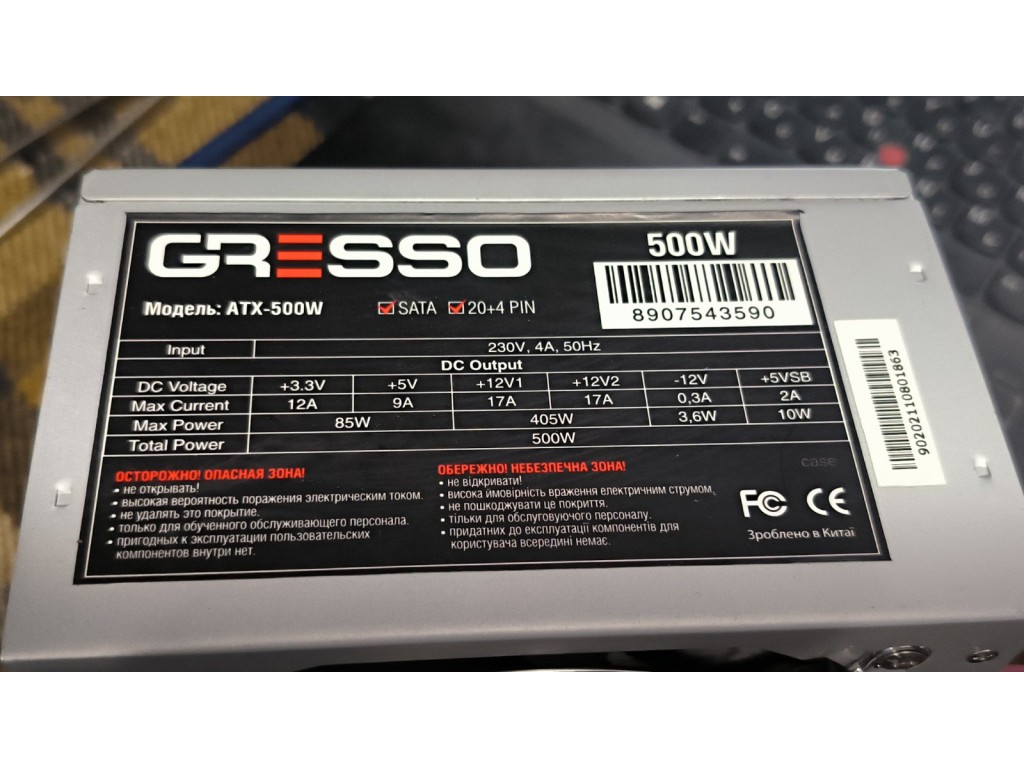 GRESSO
500W
Модель: ATX-500W
SATA
20+4 PIN
8907543590
Input 230V, 4A, 50Hz
DC Output
DC Voltage +3.3V +5V +12V1 +12V2 -12V +5VSB
Max Current 12A 9A 17A 17A 0,3A 2A
Max Power 85W 405W 3,6W 10W
Total Power 500W
ОСТОРОЖНО! ОПАСНАЯ ЗОНА!
• не открывать!
• высокая вероятность поражения электрическим током.
• не удалять это покрытие.
• только для обученного обслуживающего персонала.
• пригодных к эксплуатации пользовательских
компонентов внутри нет.
ОБЕРЕЖНО! НЕБЕЗПЕЧНА ЗОНА!
• не відкривати!
• висока ймовірність враження електричним струмом.
• не пошкоджувати це покриття.
• тільки для обслуговуючого персоналу.
• придатних до експлуатації компонентів для
користувача всередині немає.
case
FC CE
Зроблено в Китаї
90202110801863